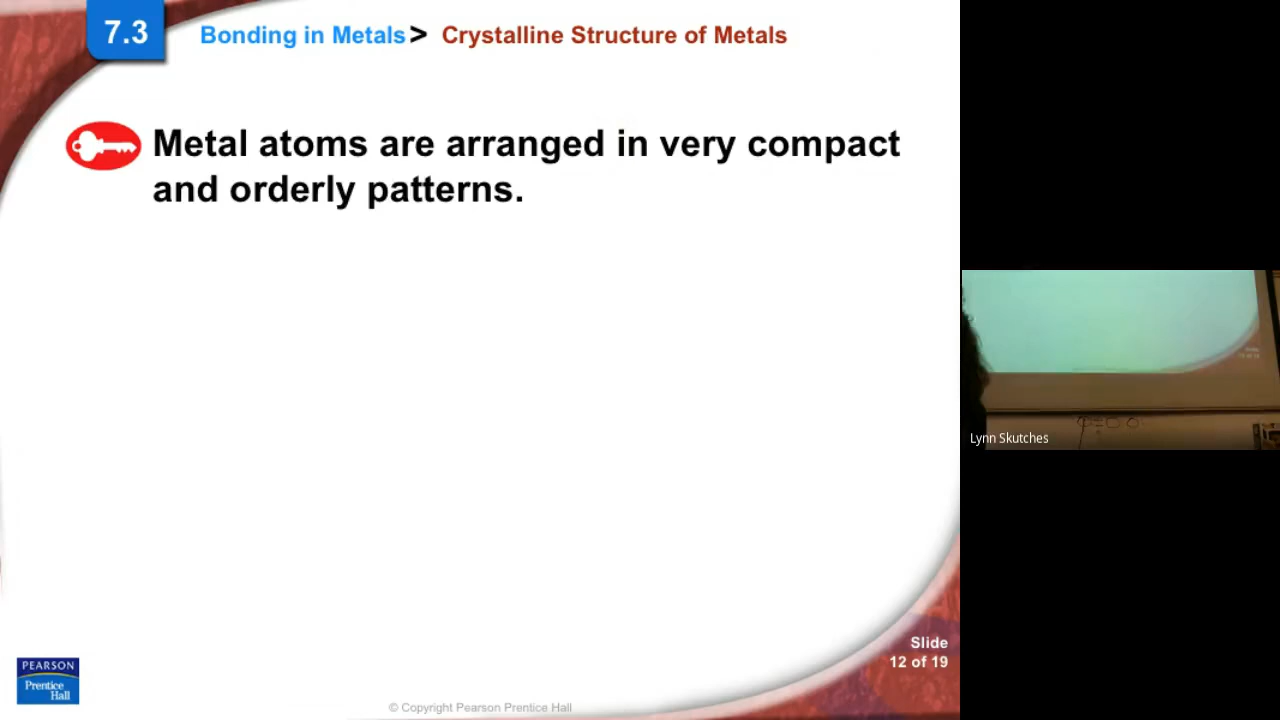 7.3
Bonding in Metals > Crystalline Structure of Metals
Metal atoms are arranged in very compact
and orderly patterns.
Lynn Skutches
Slide
12 of 19
PEARSON
Prentice
Hall
© Copyright Pearson Prentice Hall